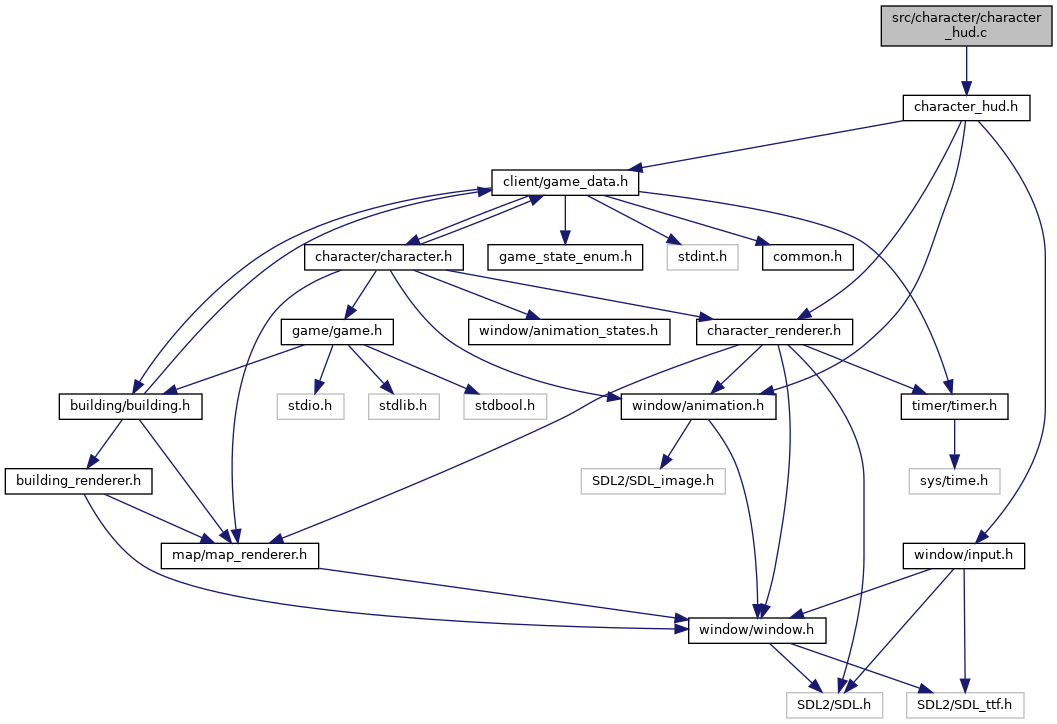 src/character/character
_hud.c
character_hud.h
client/game_data.h
character/character.h
game_state_enum.h
stdint.h
common.h
game/game.h
window/animation_states.h
character_renderer.h
building/building.h
stdio.h
stdlib.h
stdbool.h
window/animation.h
timer/timer.h
building_renderer.h
SDL2/SDL_image.h
sys/time.h
map/map_renderer.h
window/input.h
window/window.h
SDL2/SDL.h
SDL2/SDL_ttf.h